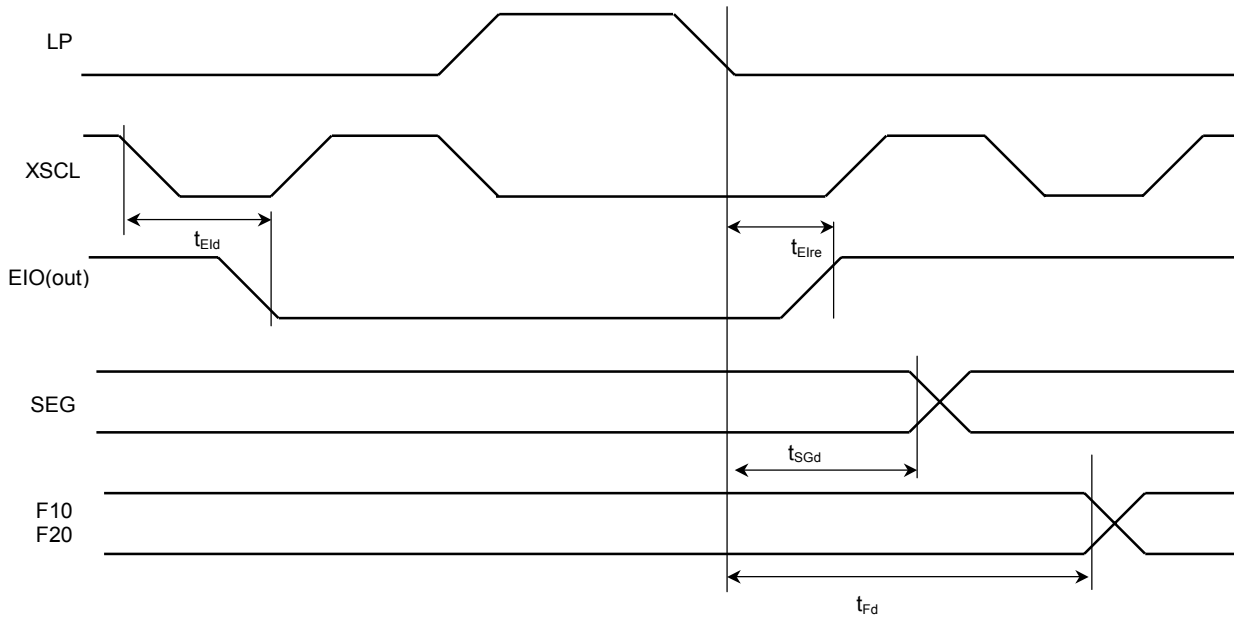 LP
XSCL
tEId
tEIre
EIO(out)
SEG
tSGd
F10
F20
tFd